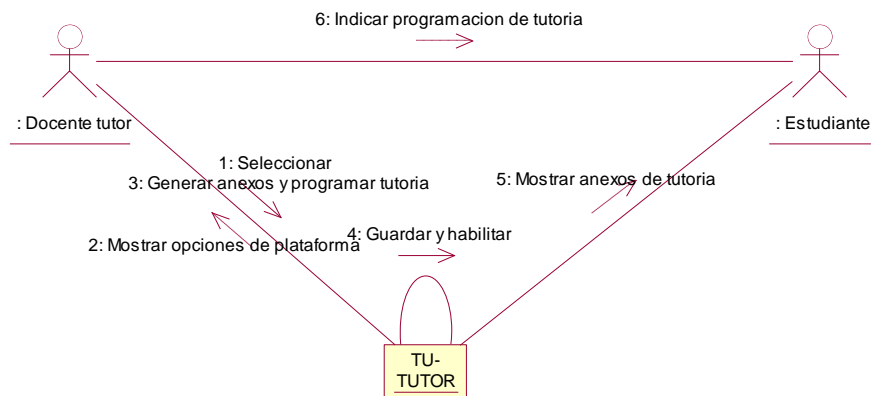 6: Indicar programacion de tutoria
: Docente tutor
: Estudiante
1: Seleccionar
3: Generar anexos y programar tutoria
5: Mostrar anexos de tutoria
4: Guardar y habilitar
2: Mostrar opciones de plataforma
TU-
TUTOR